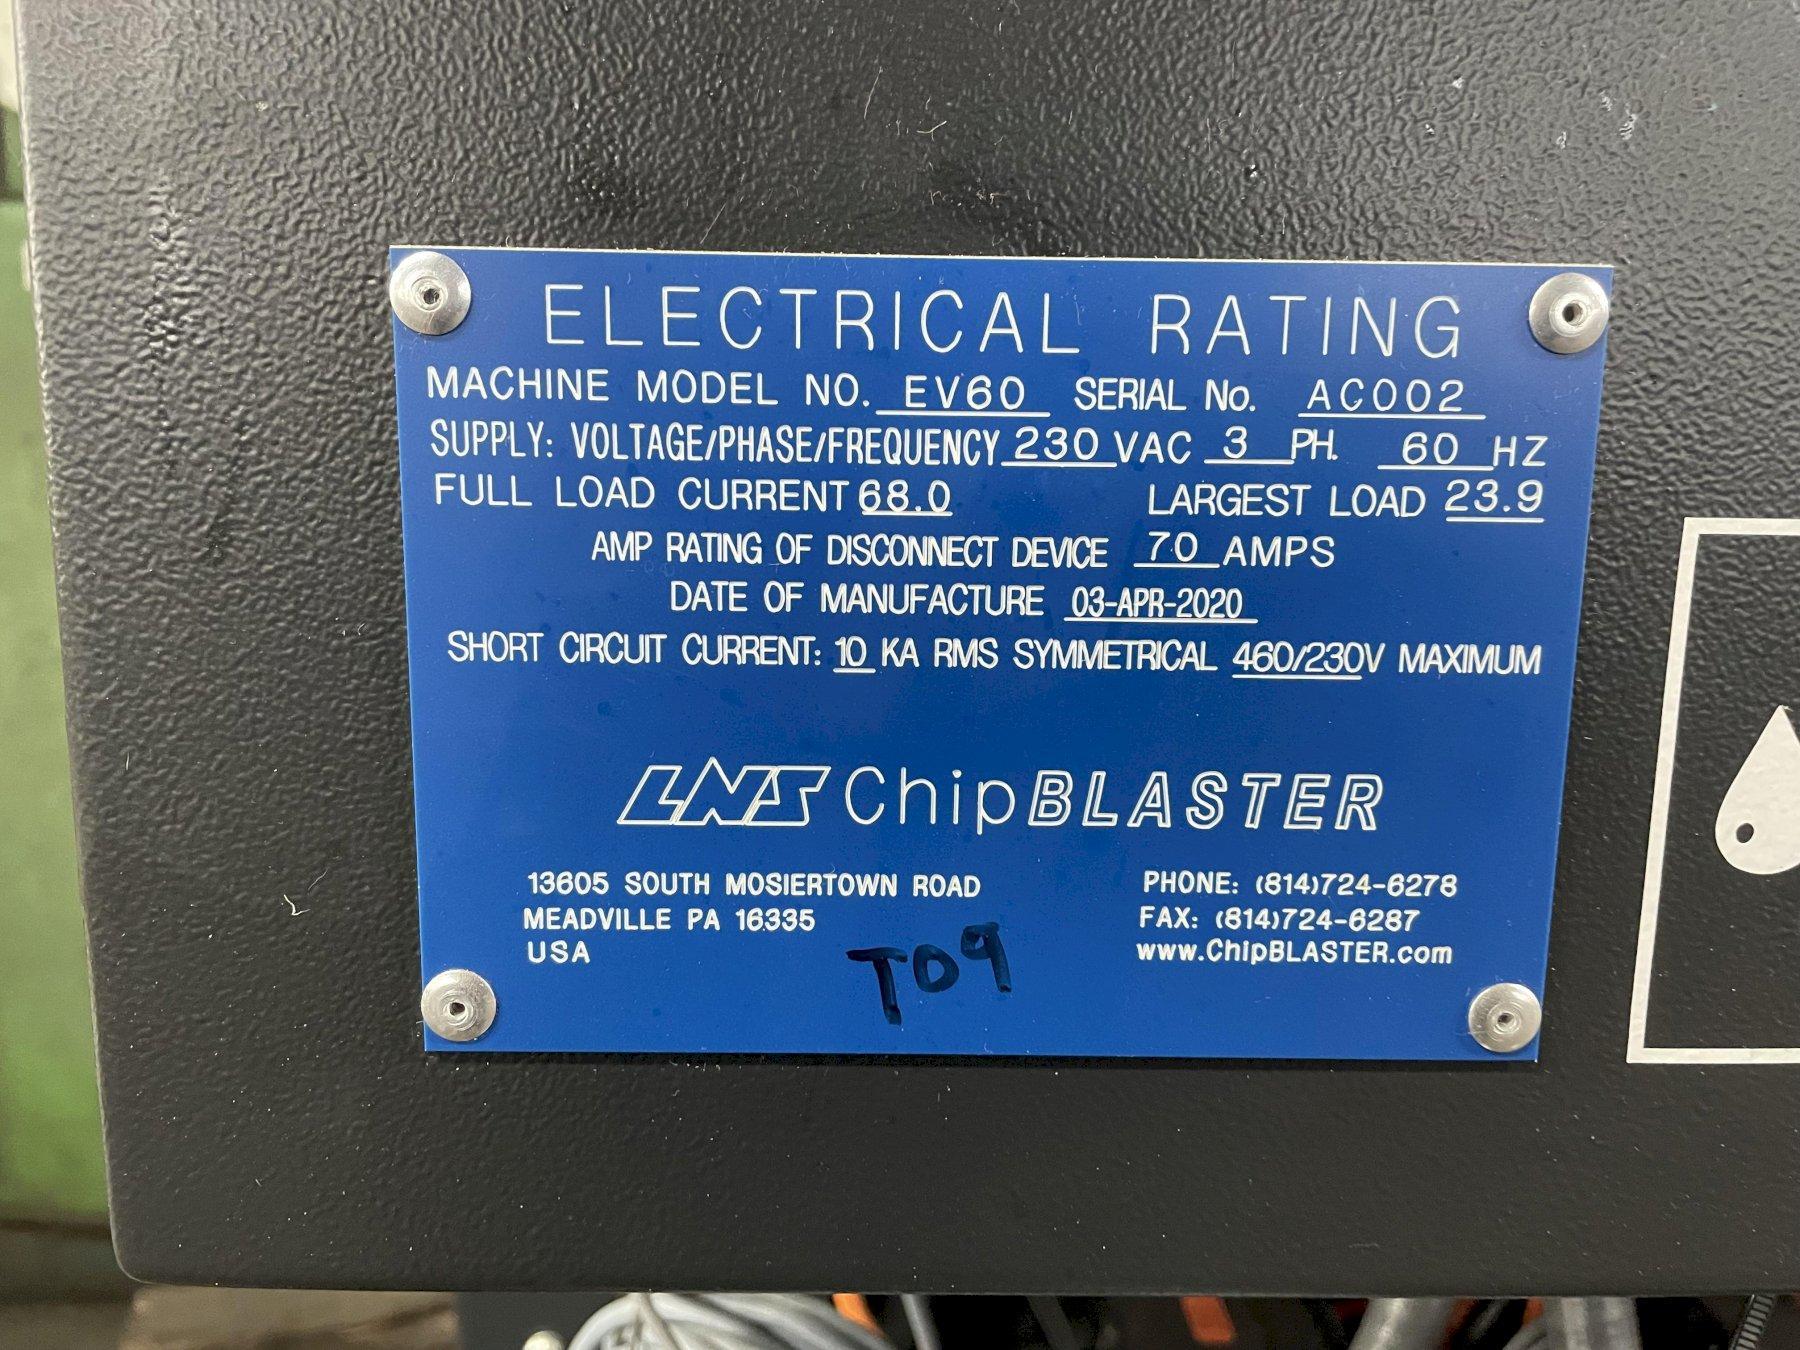 ELECTRICAL RATING
MACHINE MODEL NO. EV60 SERIAL No. AC002
SUPPLY: VOLTAGE/PHASE/FREQUENCY 230 VAC 3 PH. 60 HZ
FULL LOAD CURRENT 68.0 LARGEST LOAD 23.9
AMP RATING OF DISCONNECT DEVICE 70 AMPS
DATE OF MANUFACTURE 03-APR-2020
SHORT CIRCUIT CURRENT: 10 KA RMS SYMMETRICAL 460/230V MAXIMUM
LNS ChipBLASTER
13605 SOUTH MOSIERTOWN ROAD
MEADVILLE PA 16335
USA
PHONE: (814)724-6278
FAX: (814)724-6287
www.ChipBLASTER.com
T09